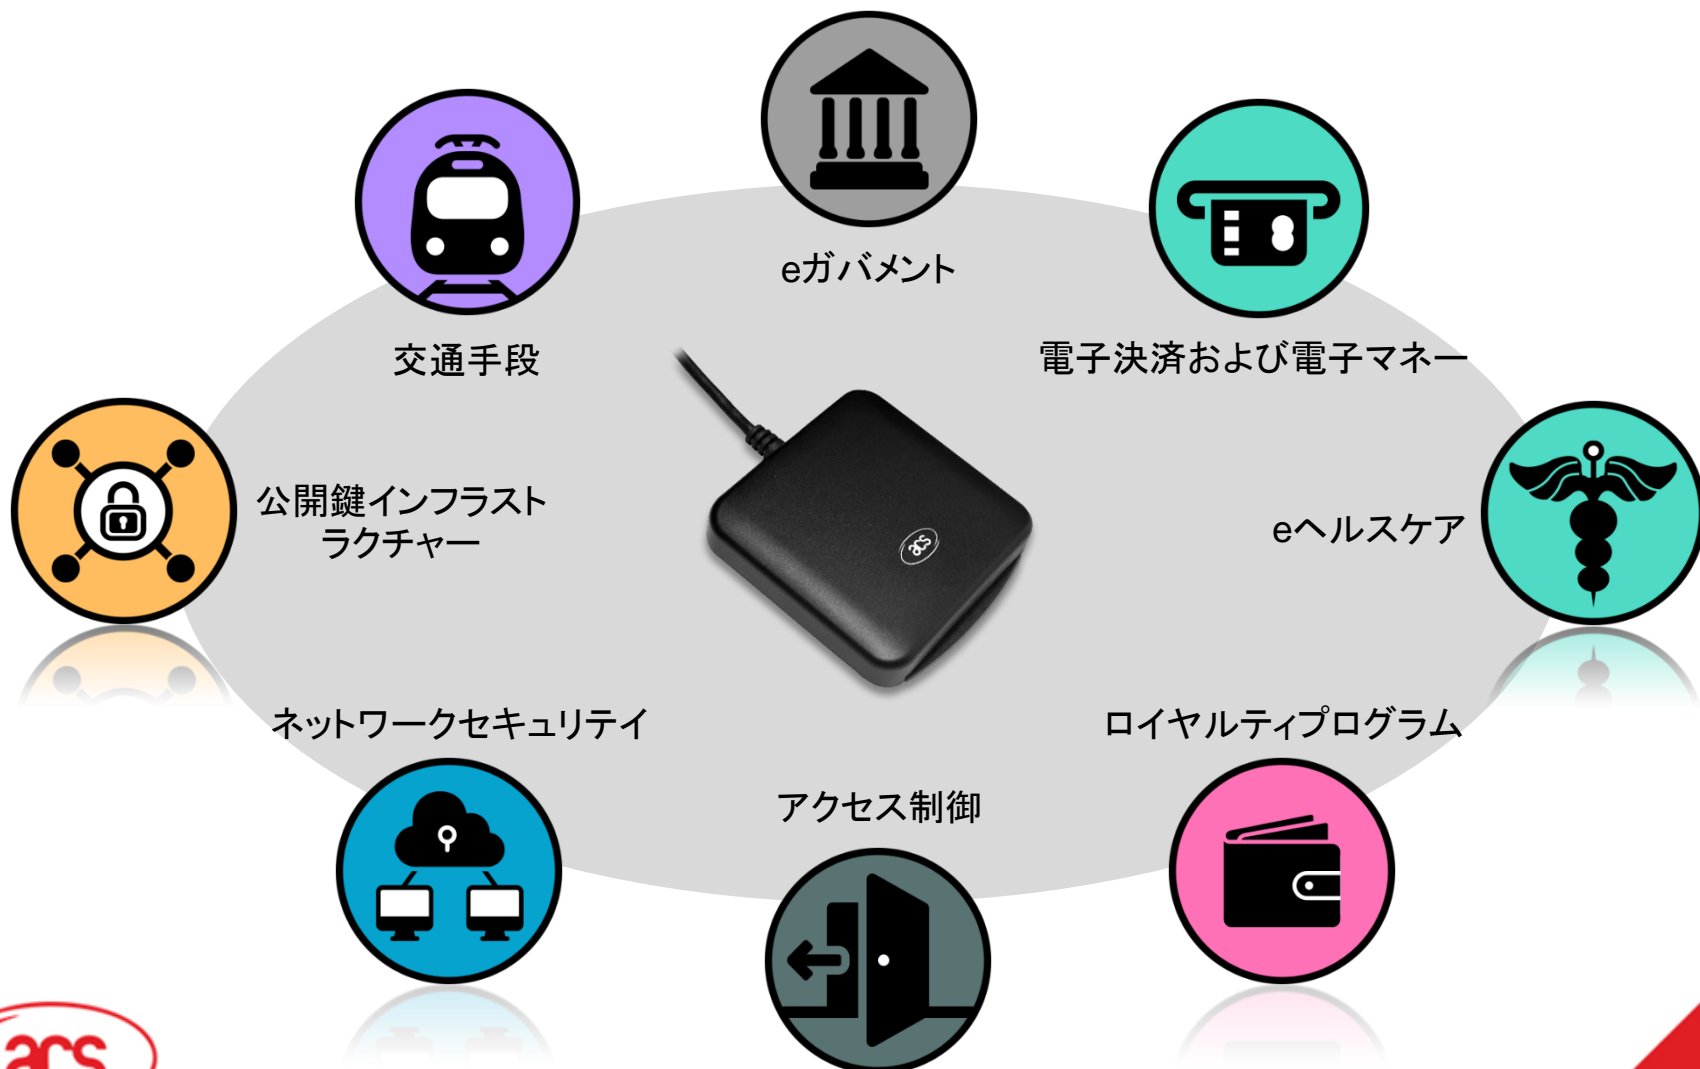 eガバメント
交通手段
電子決済および電子マネー
公開鍵インフラスト
ラクチャー
eヘルスケア
acs
ネットワークセキュリテイ
ロイヤルティプログラム
アクセス制御
acs